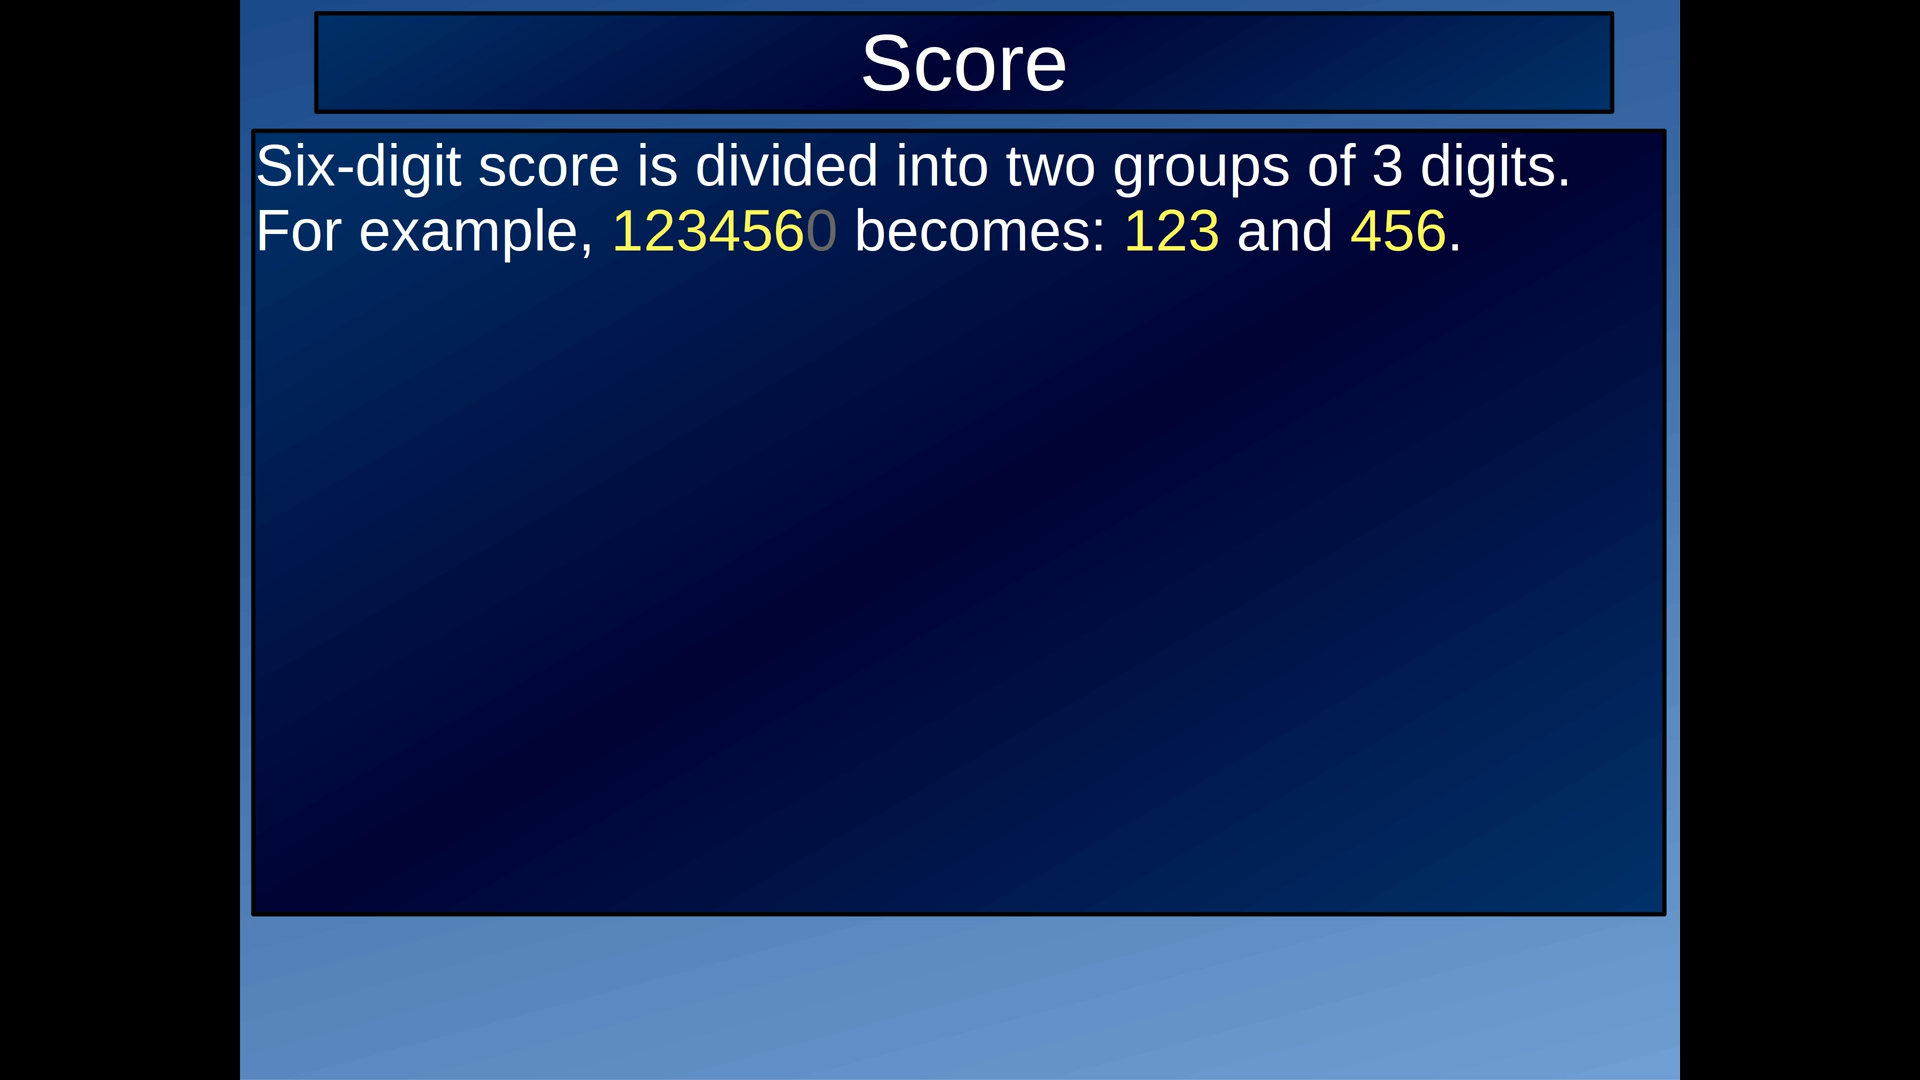 Score
Six-digit score is divided into two groups of 3 digits.
For example, 1234560 becomes: 123 and 456.